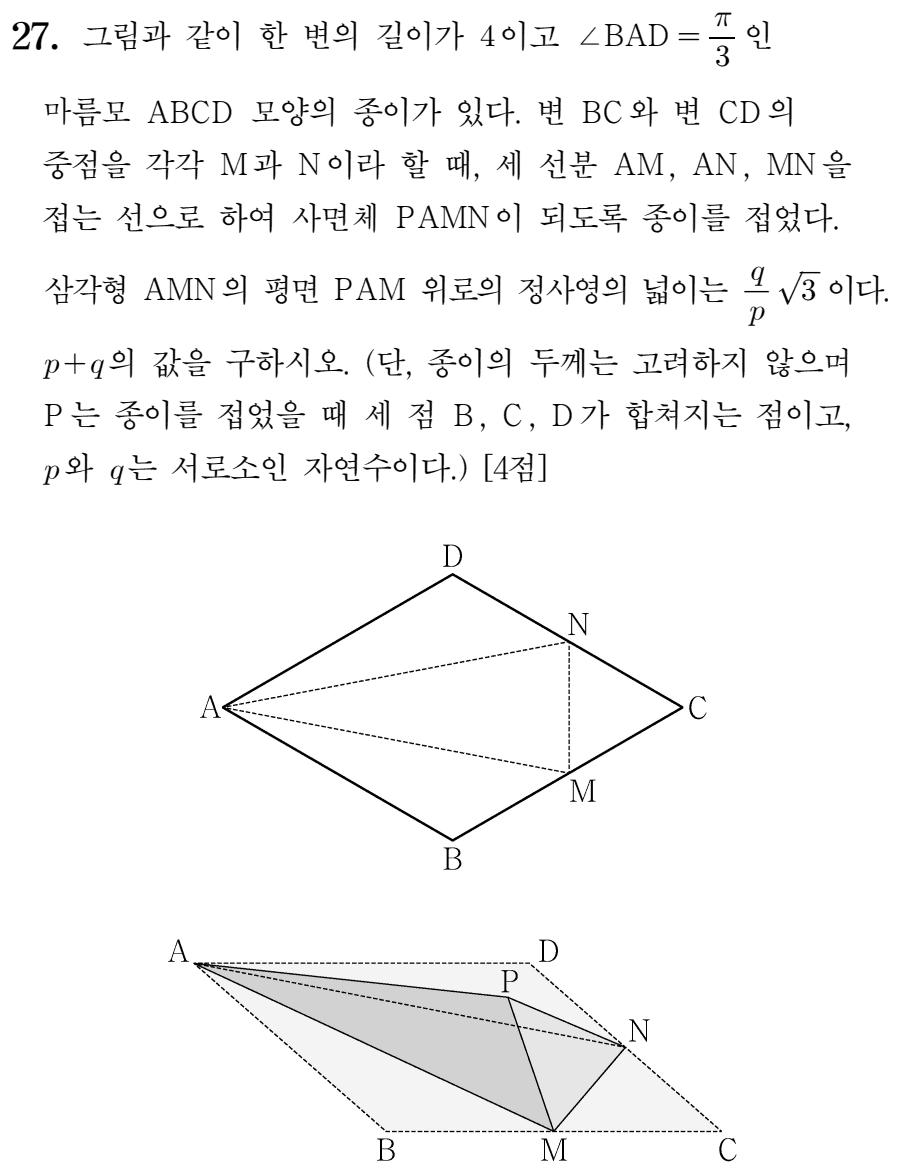 27. 그림과 같이 한 변의 길이가 4이고 ∠BAD = π/3 인
마름모 ABCD 모양의 종이가 있다. 변 BC와 변 CD의
중점을 각각 M과 N이라 할 때, 세 선분 AM, AN, MN을
접는 선으로 하여 사면체 PAMN이 되도록 종이를 접었다.
삼각형 AMN의 평면 PAM 위로의 정사영의 넓이는 q/p √3 이다.
p+q의 값을 구하시오. (단, 종이의 두께는 고려하지 않으며
P는 종이를 접었을 때 세 점 B, C, D가 합쳐지는 점이고,
p와 q는 서로소인 자연수이다.) [4점]
D
N
A
C
M
B
A
D
P
N
B
M
C